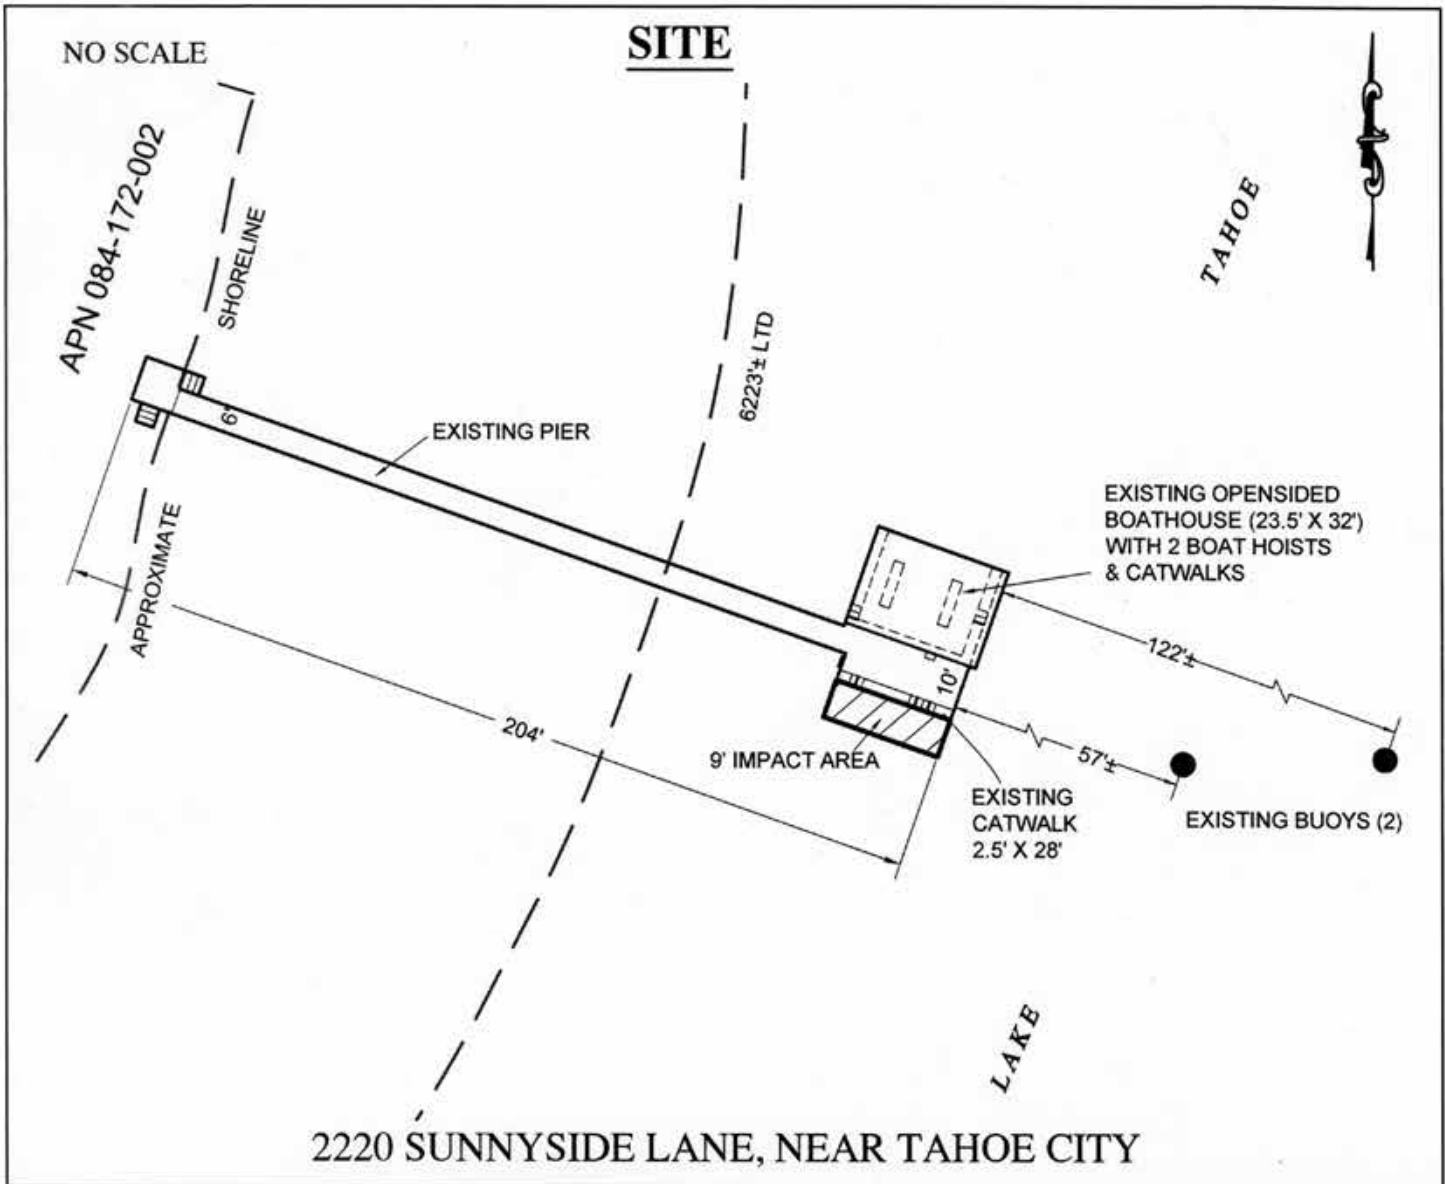 SITE
NO SCALE
APN 084-172-002
SHORELINE
TAHOE
6'
EXISTING PIER
6223'± LTD
EXISTING OPENSIDED
BOATHOUSE (23.5' X 32')
WITH 2 BOAT HOISTS
& CATWALKS
APPROXIMATE
122'±
10'
204'
9' IMPACT AREA
57'±
EXISTING
CATWALK
2.5' X 28'
EXISTING BUOYS (2)
LAKE
2220 SUNNYSIDE LANE, NEAR TAHOE CITY